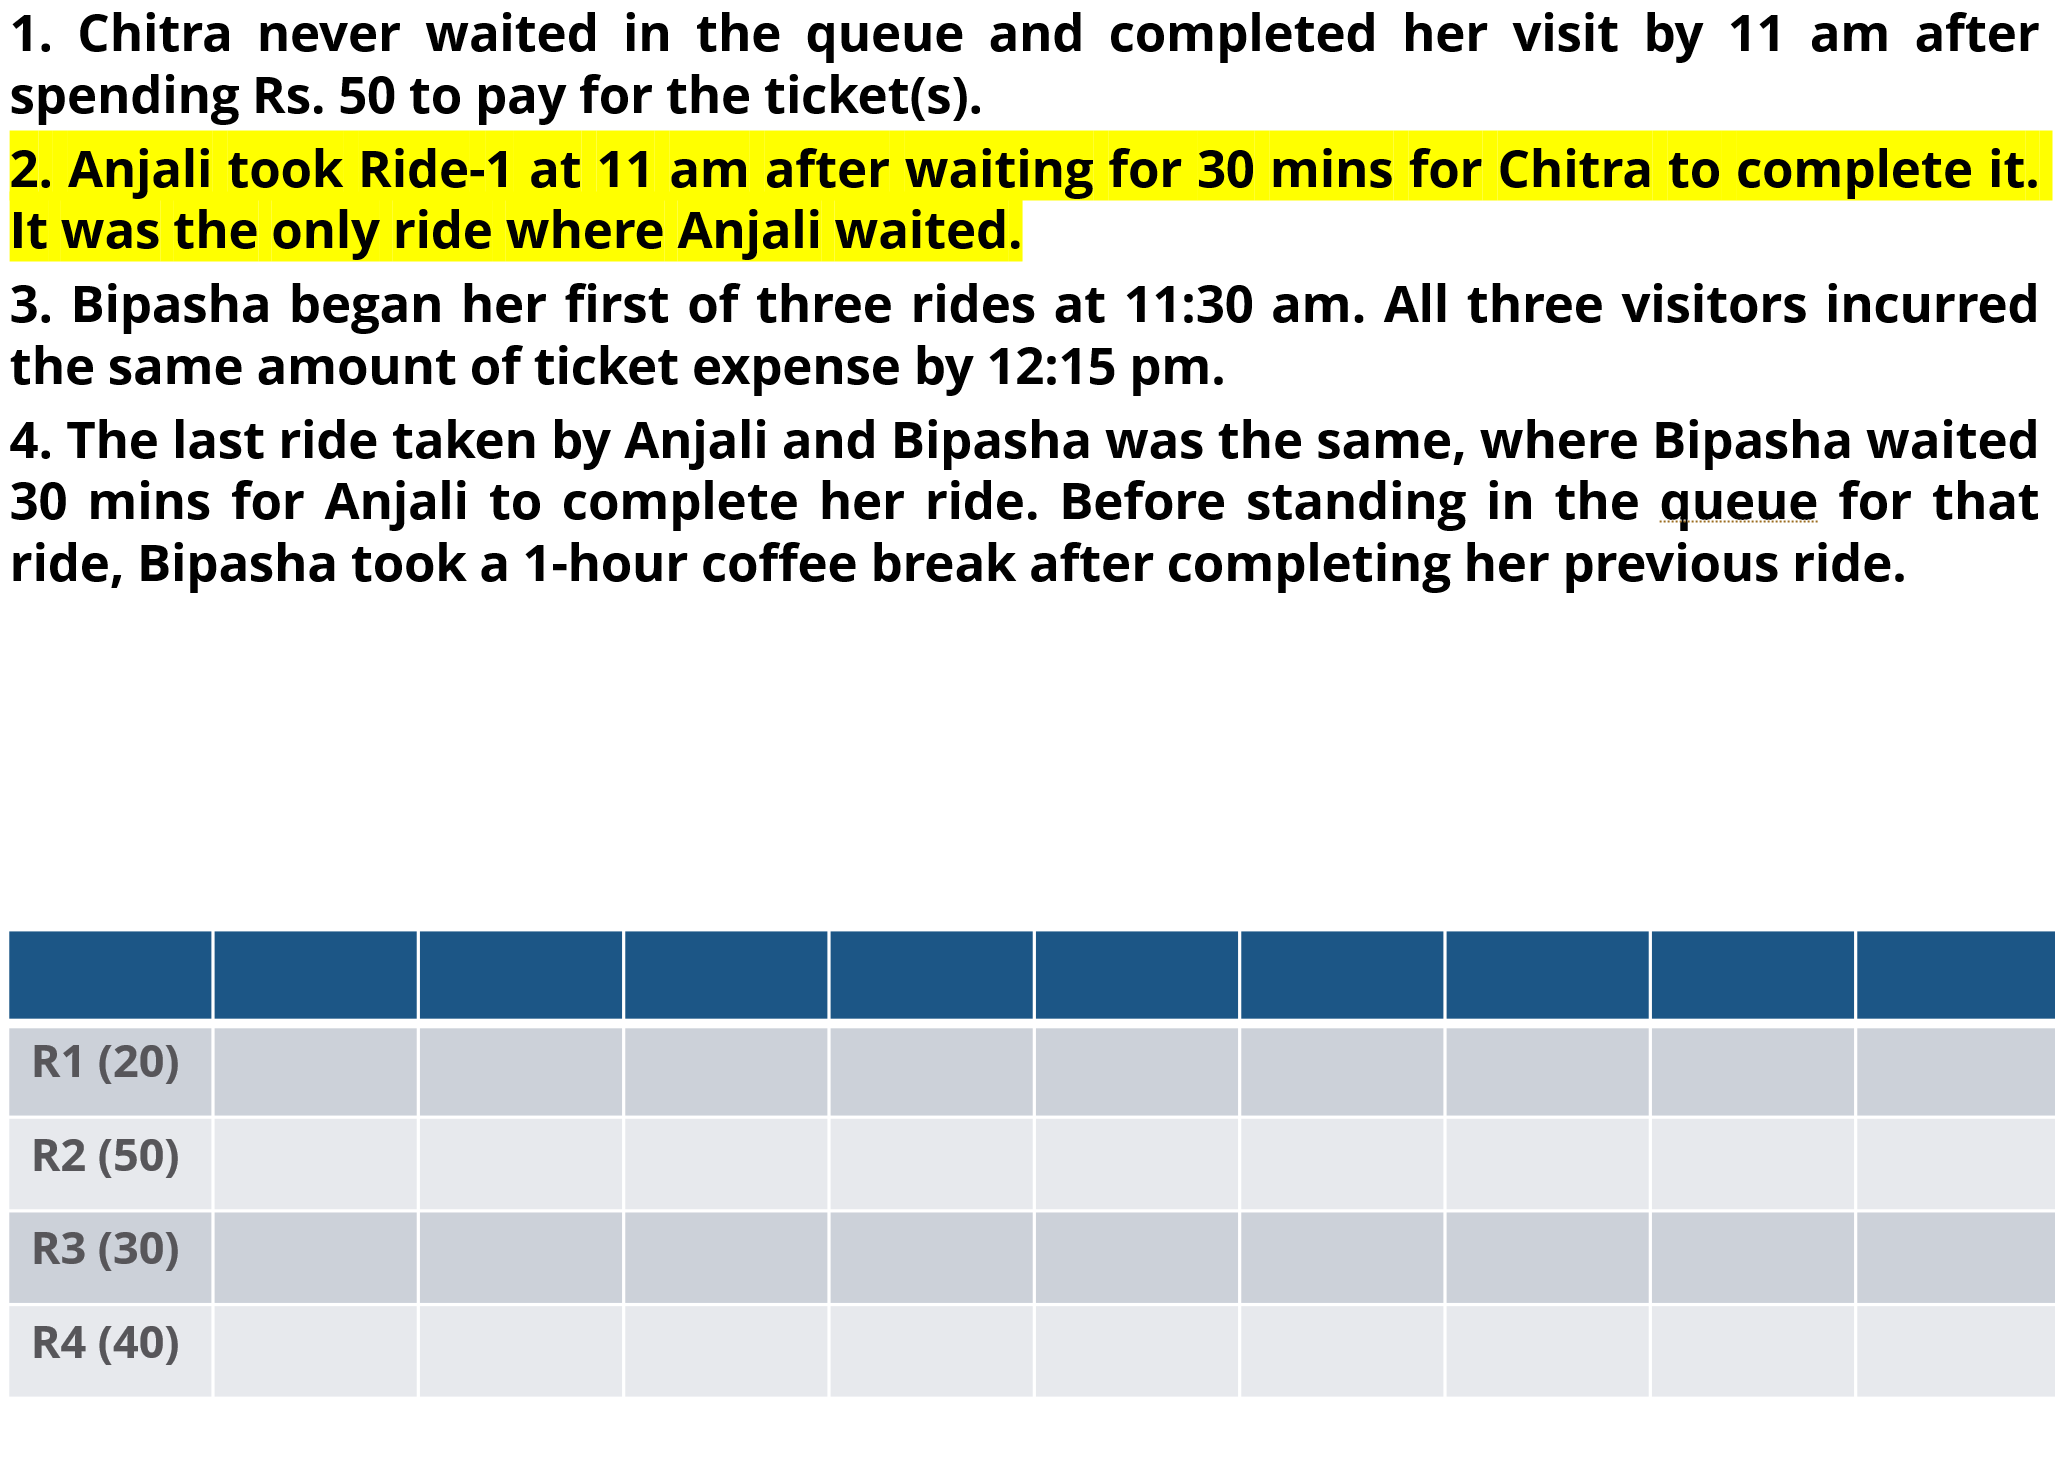 1. Chitra never waited in the queue and completed her visit by 11 am after
spending Rs. 50 to pay for the ticket(s).
2. Anjali took Ride-1 at 11 am after waiting for 30 mins for Chitra to complete it.
It was the only ride where Anjali waited.
3. Bipasha began her first of three rides at 11:30 am. All three visitors incurred
the same amount of ticket expense by 12:15 pm.
4. The last ride taken by Anjali and Bipasha was the same, where Bipasha waited
30 mins for Anjali to complete her ride. Before standing in the queue for that
ride, Bipasha took a 1-hour coffee break after completing her previous ride.
R1 (20)
R2 (50)
R3 (30)
R4 (40)